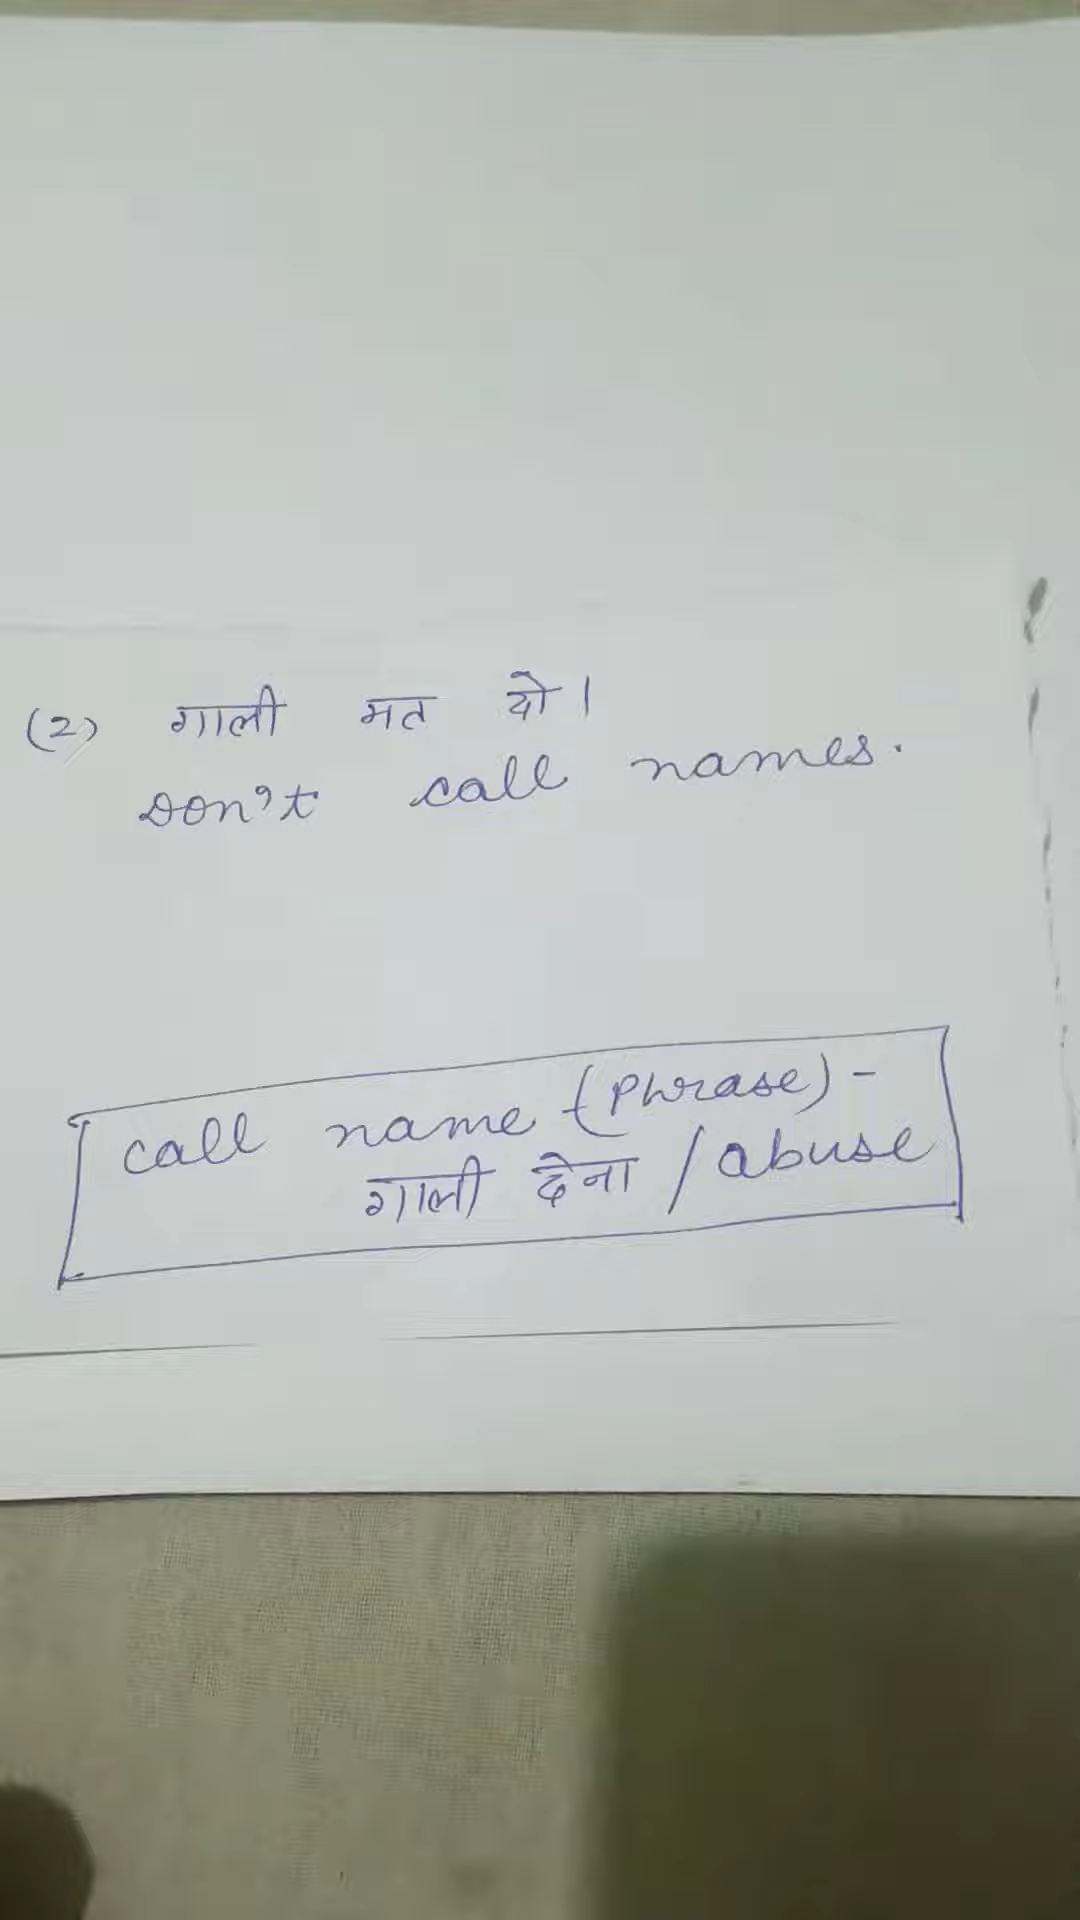 (2) गाली मत दो।
Don't call names.
call name (Phrase) -
गाली देना / abuse